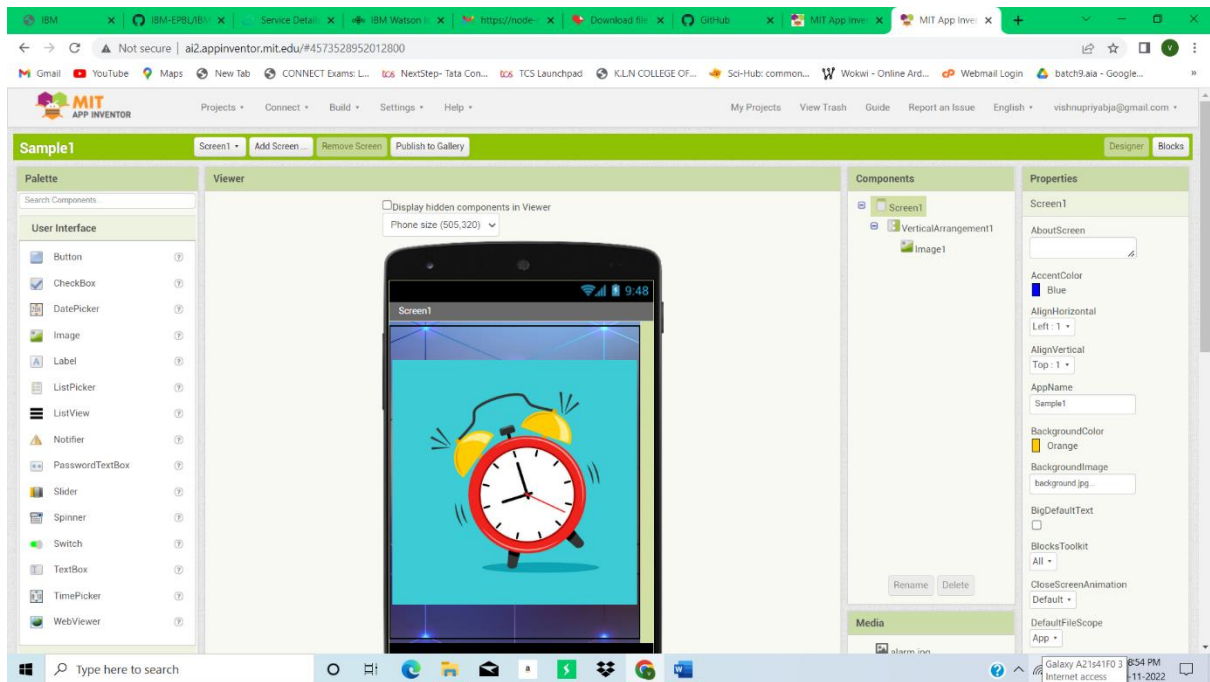 IBM
IBM-EPBL/IBM
Service Details
IBM Watson Io
https://node-r
Download file
GitHub
MIT App Inven
MIT App Inven
Not secure | ai2.appinventor.mit.edu/#4573528952012800
Gmail YouTube Maps New Tab CONNECT Exams: L... NextStep- Tata Con... TCS Launchpad K.L.N COLLEGE OF... Sci-Hub: common... Wokwi - Online Ard... Webmail Login batch9.aia - Google... »
MIT
APP INVENTOR
Projects Connect Build Settings Help My Projects View Trash Guide Report an Issue English vishnupriyabja@gmail.com
Sample1 Screen1 Add Screen ... Remove Screen Publish to Gallery Designer Blocks
Palette
Search Components...
User Interface
Button
CheckBox
DatePicker
Image
Label
ListPicker
ListView
Notifier
PasswordTextBox
Slider
Spinner
Switch
TextBox
TimePicker
WebViewer
Viewer
Display hidden components in Viewer
Phone size (505,320)
9:48
Screen1
Components
Screen1
VerticalArrangement1
Image1
Rename Delete
Media
alarm.jpg
Properties
Screen1
AboutScreen
AccentColor
Blue
AlignHorizontal
Left : 1
AlignVertical
Top : 1
AppName
Sample1
BackgroundColor
Orange
BackgroundImage
background.jpg...
BigDefaultText
BlocksToolkit
All
CloseScreenAnimation
Default
DefaultFileScope
App
Type here to search
Galaxy A21s41F0 3
Internet access
8:54 PM
-11-2022